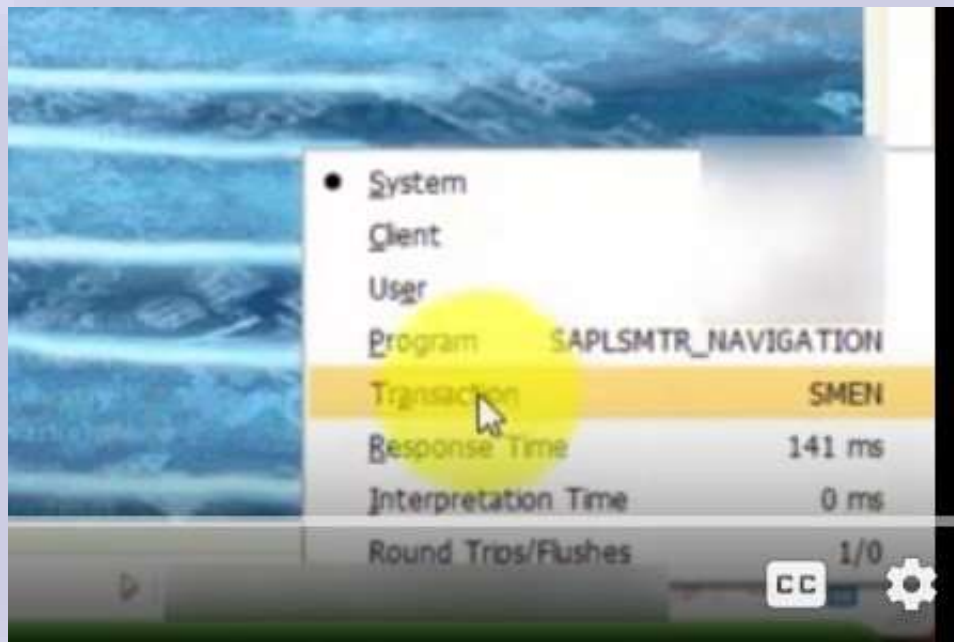 System
Client
User
Program SAPLSMTR_NAVIGATION
Transaction SMEN
Response Time 141 ms
Interpretation Time 0 ms
Round Trips/Flushes 1/0
CC